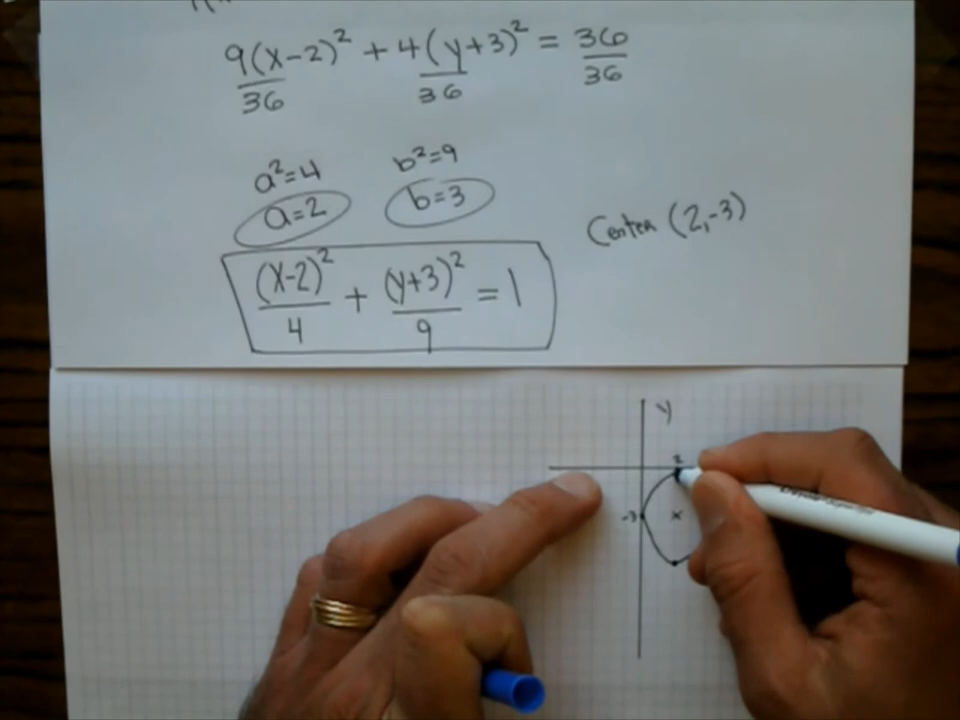 9(x-2)² + 4(y+3)² = 36
36 36 36
a²=4 b²=9
a=2 b=3
Center (2,-3)
(x-2)² + (y+3)² = 1
4 9
y
2
-3 x